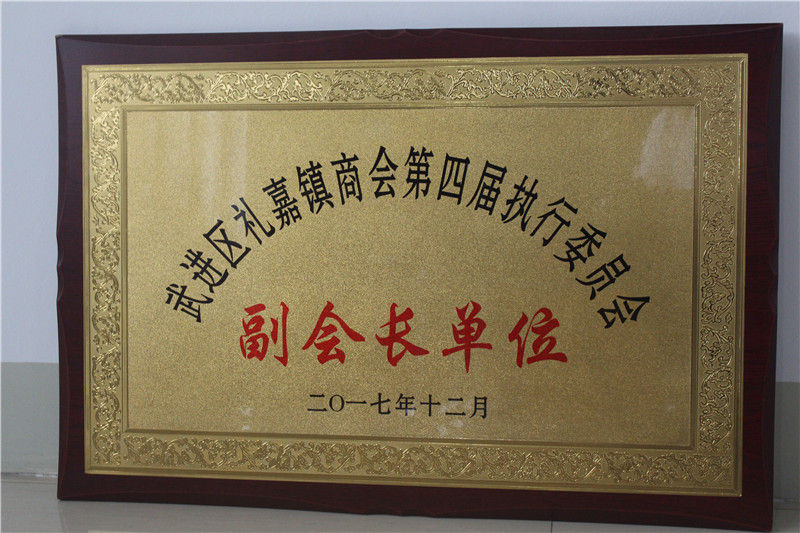 武进区礼嘉镇商会第四届执行委员会
副会长单位
二〇一七年十二月